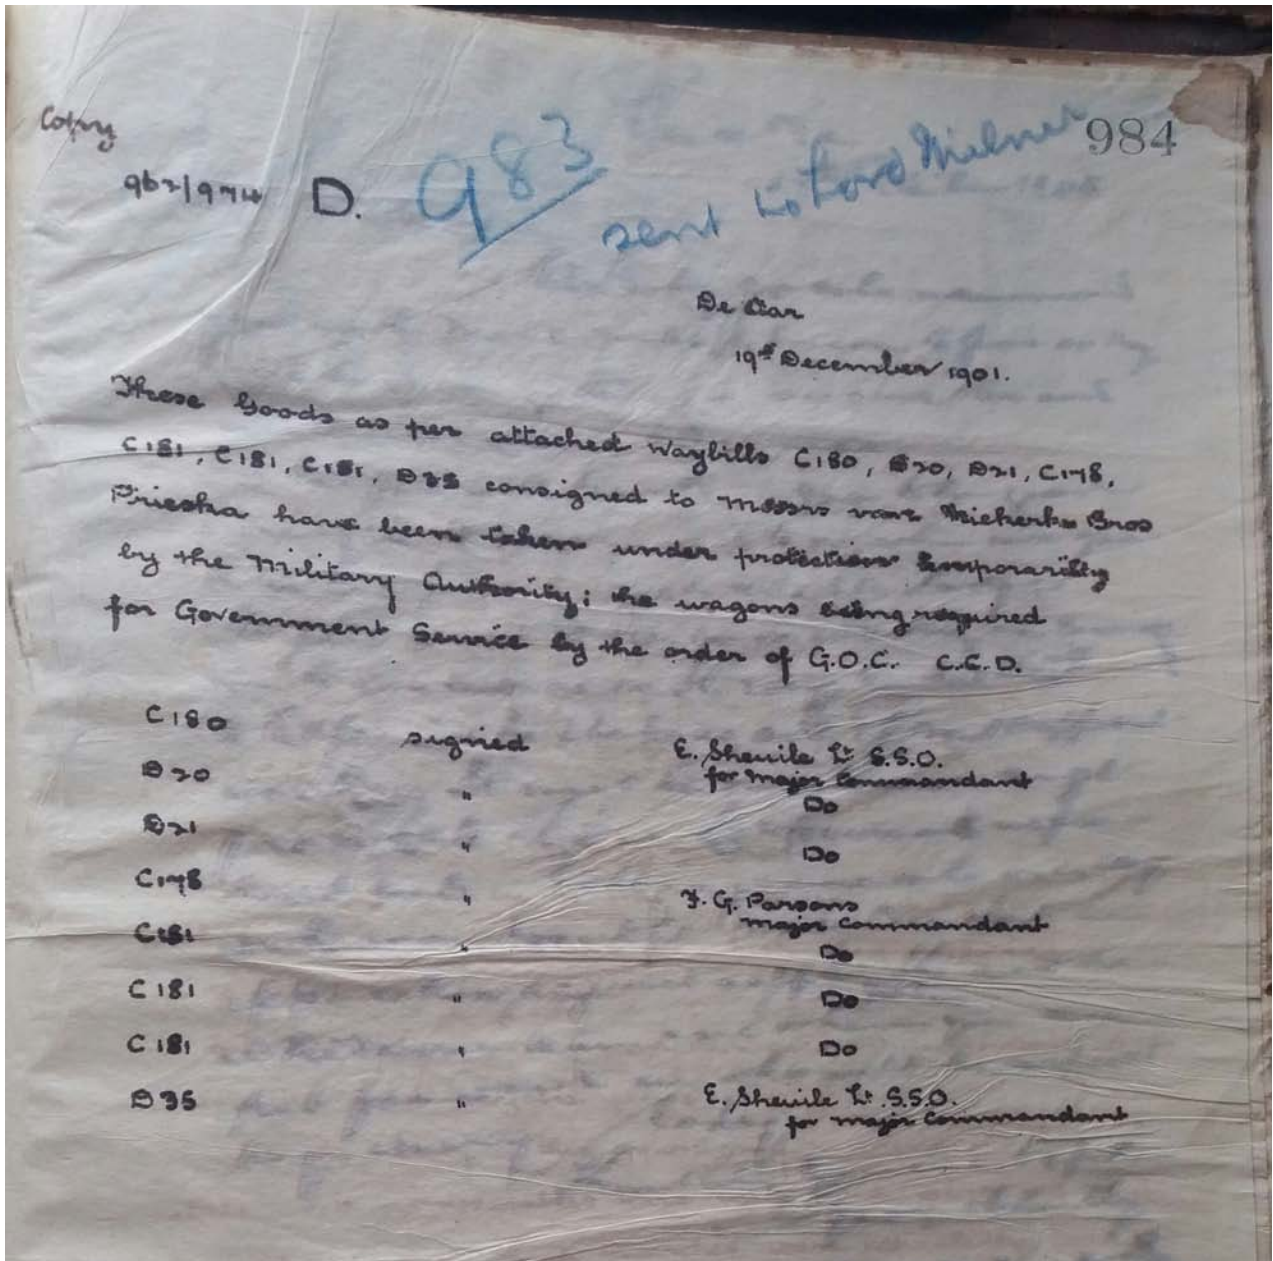 Copy
984
962/974 D. 983
sent to Lord Milner
De Aar
19th December 1901.
These Goods as per attached Waybills C180, D20, D21, C178,
C181, C181, C181, D35 consigned to Messrs van Niekerk Bros
Prieska have been taken under protection temporarily
by the Military Authority; the wagons being required
for Government Service by the order of G.O.C. C.C.D.
C180 signed E. Sheuile Lt S.S.O.
for Major Commandant
D20 " Do
D21 " Do
C178 " F. G. Parsons
Major Commandant
C181 " Do
C181 " Do
C181 " Do
D35 " E. Sheuile Lt. S.S.O.
for Major Commandant